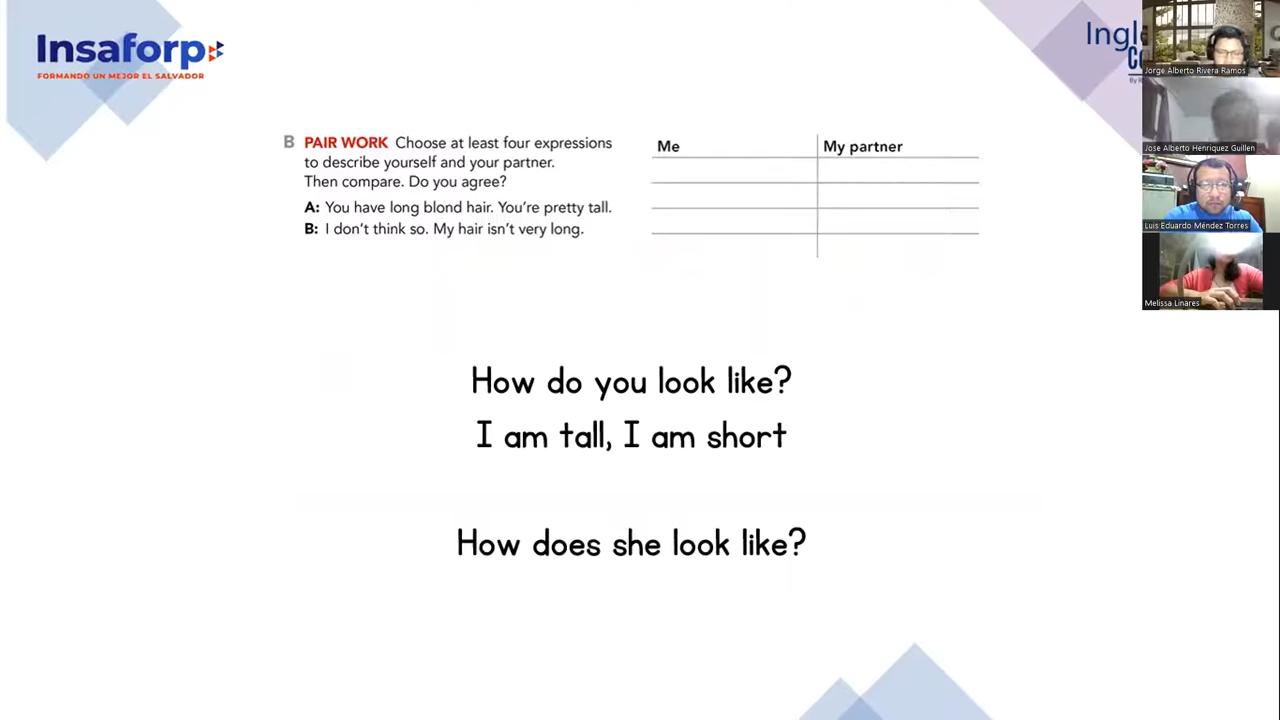 Insaforp
FORMANDO UN MEJOR EL SALVADOR
B PAIR WORK Choose at least four expressions
to describe yourself and your partner.
Then compare. Do you agree?
A: You have long blond hair. You're pretty tall.
B: I don't think so. My hair isn't very long.
Me
My partner
How do you look like?
I am tall, I am short
How does she look like?
Jorge Alberto Rivera Ramos
Jose Alberto Henriquez Guillen
Luis Eduardo Méndez Torres
Melissa Linares